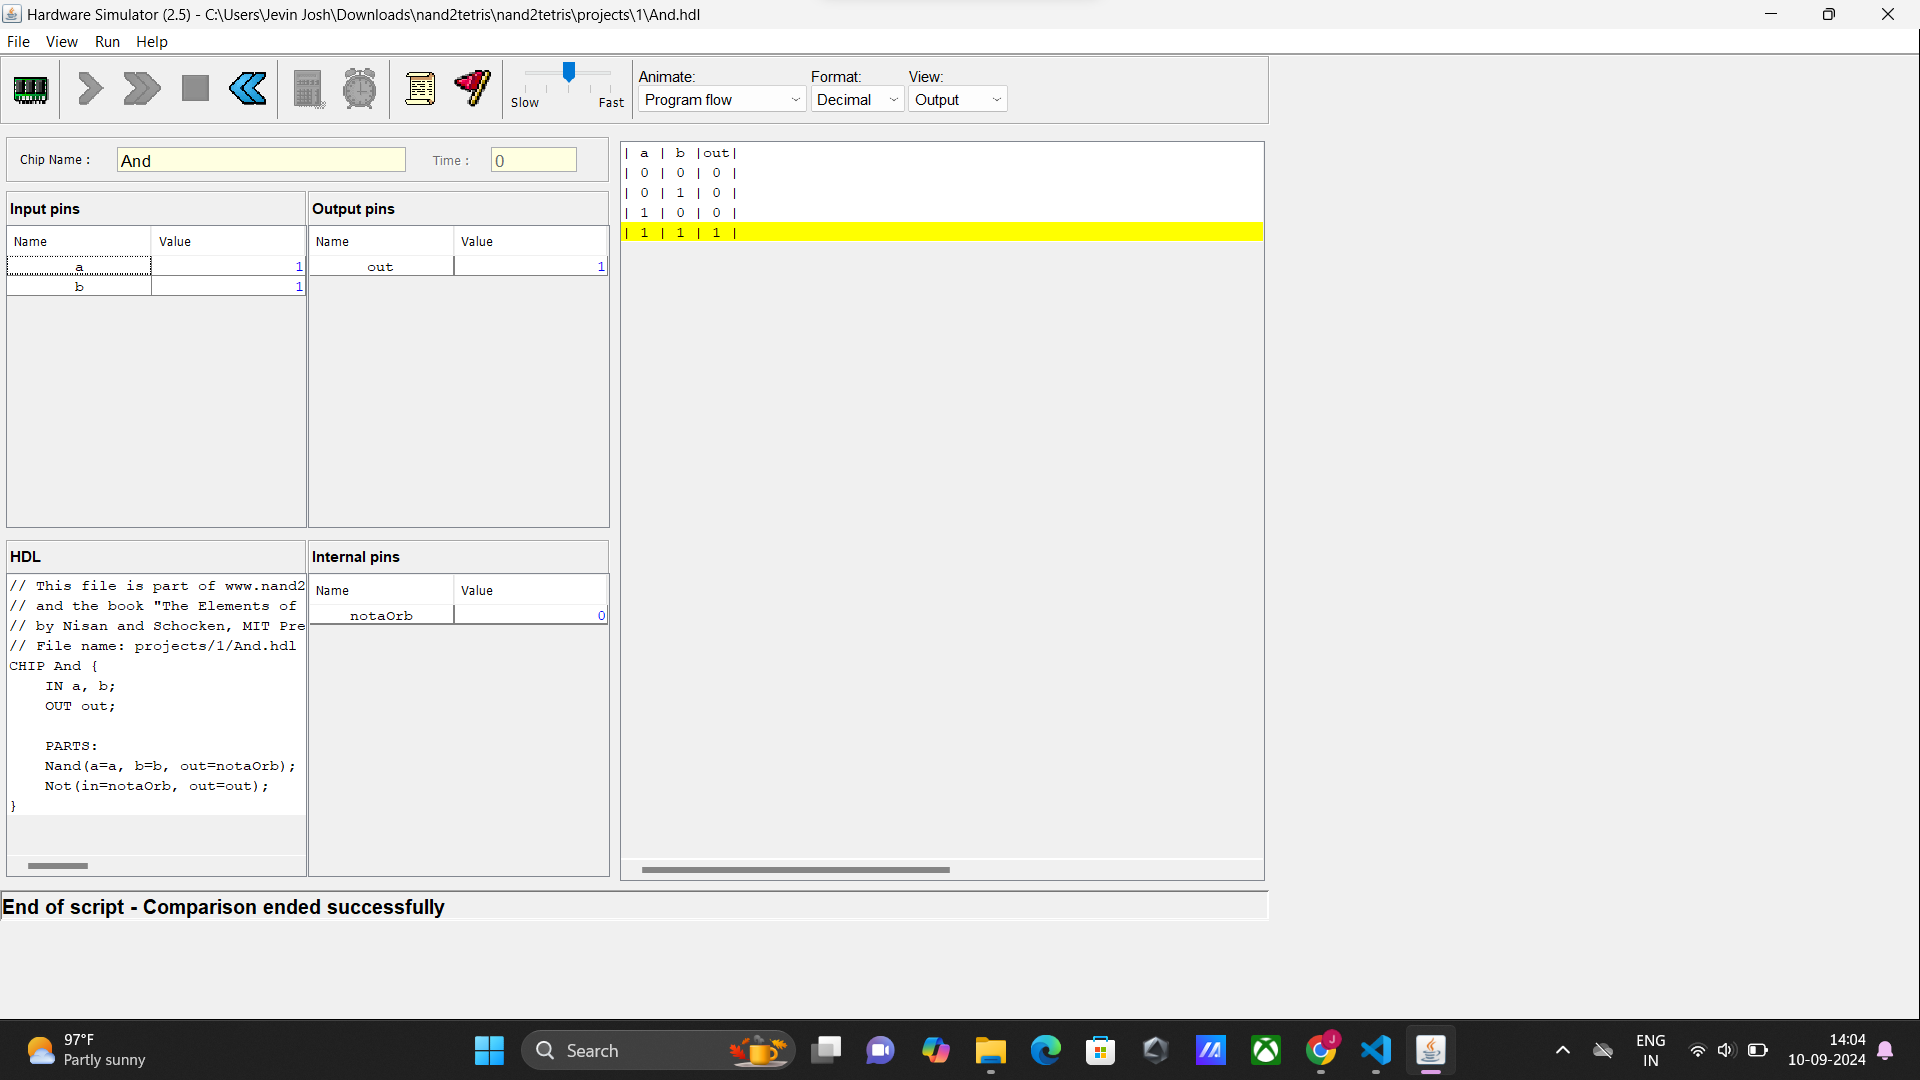 Hardware Simulator (2.5) - C:\Users\Jevin Josh\Downloads\nand2tetris\nand2tetris\projects\1\And.hdl
File View Run Help
Slow Fast
Animate: Format: View:
Program flow Decimal Output
Chip Name : And Time : 0
Input pins Output pins
Name Value Name Value
a 1 out 1
b 1
| a | b |out|
| 0 | 0 | 0 |
| 0 | 1 | 0 |
| 1 | 0 | 0 |
| 1 | 1 | 1 |
HDL
// This file is part of www.nand2
// and the book "The Elements of
// by Nisan and Schocken, MIT Pre
// File name: projects/1/And.hdl
CHIP And {
IN a, b;
OUT out;
PARTS:
Nand(a=a, b=b, out=notaOrb);
Not(in=notaOrb, out=out);
}
Internal pins
Name Value
notaOrb 0
End of script - Comparison ended successfully
97°F
Partly sunny
Search
J
ENG
IN
14:04
10-09-2024